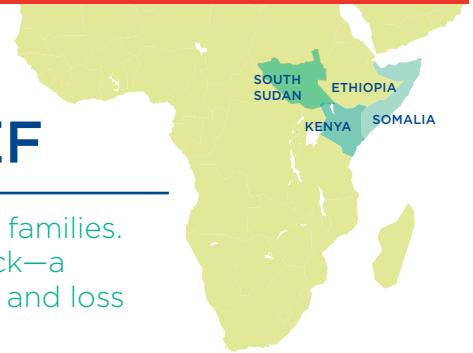 EF
families.
ck—a
and loss
SOUTH
SUDAN
ETHIOPIA
KENYA
SOMALIA